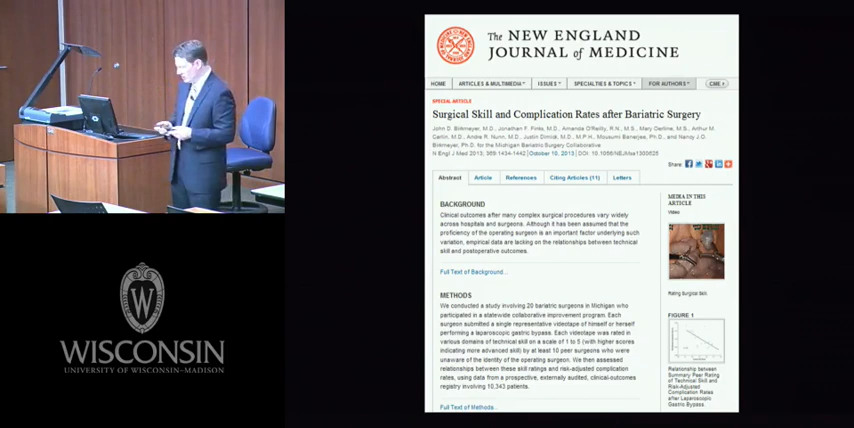 The NEW ENGLAND
JOURNAL of MEDICINE
HOME
ARTICLES & MULTIMEDIA
ISSUES
SPECIALTIES & TOPICS
FOR AUTHORS
CME
SPECIAL ARTICLE
Surgical Skill and Complication Rates after Bariatric Surgery
John D. Birkmeyer, M.D., Jonathan F. Finks, M.D., Amanda O'Reilly, R.N., M.S., Mary Oerline, M.S., Arthur M.
Carlin, M.D., Andre R. Nunn, M.D., Justin Dimick, M.D., M.P.H., Mousumi Banerjee, Ph.D., and Nancy J.O.
Birkmeyer, Ph.D. for the Michigan Bariatric Surgery Collaborative
N Engl J Med 2013; 369:1434-1442 | October 10, 2013 | DOI: 10.1056/NEJMsa1300625
Share:
Abstract
Article
References
Citing Articles (11)
Letters
BACKGROUND
Clinical outcomes after many complex surgical procedures vary widely
across hospitals and surgeons. Although it has been assumed that the
proficiency of the operating surgeon is an important factor underlying such
variation, empirical data are lacking on the relationships between technical
skill and postoperative outcomes.
Full Text of Background...
METHODS
We conducted a study involving 20 bariatric surgeons in Michigan who
participated in a statewide collaborative improvement program. Each
surgeon submitted a single representative videotape of himself or herself
performing a laparoscopic gastric bypass. Each videotape was rated in
various domains of technical skill on a scale of 1 to 5 (with higher scores
indicating more advanced skill) by at least 10 peer surgeons who were
unaware of the identity of the operating surgeon. We then assessed
relationships between these skill ratings and risk-adjusted complication
rates, using data from a prospective, externally audited, clinical-outcomes
registry involving 10,343 patients.
Full Text of Methods...
MEDIA IN THIS
ARTICLE
Video
Rating Surgical Skill.
FIGURE 1
Relationship between
Summary Peer Rating
of Technical Skill and
Risk-Adjusted
Complication Rates
after Laparoscopic
Gastric Bypass.
W
WISCONSIN
UNIVERSITY OF WISCONSIN–MADISON